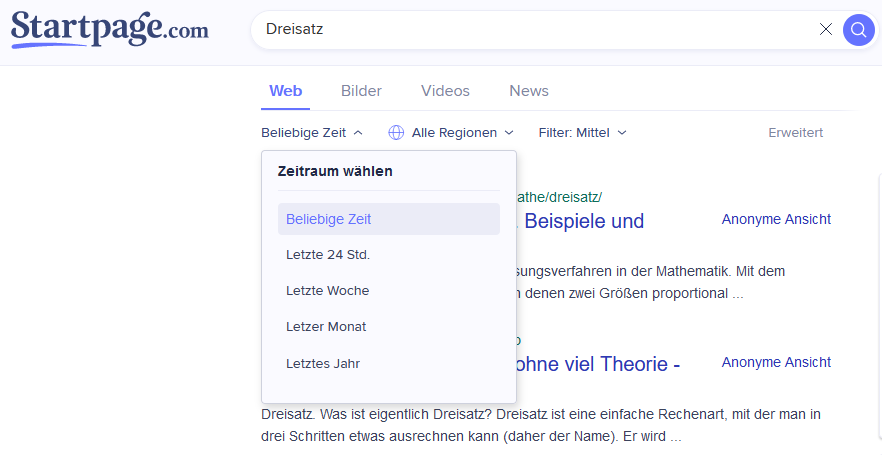 Startpage.com
Dreisatz
Web Bilder Videos News
Beliebige Zeit Alle Regionen Filter: Mittel Erweitert
Zeitraum wählen
Beliebige Zeit
Letzte 24 Std.
Letzte Woche
Letzer Monat
Letztes Jahr
athe/dreisatz/
Beispiele und Anonyme Ansicht
sungsverfahren in der Mathematik. Mit dem
denen zwei Größen proportional ...
ohne viel Theorie - Anonyme Ansicht
Dreisatz. Was ist eigentlich Dreisatz? Dreisatz ist eine einfache Rechenart, mit der man in
drei Schritten etwas ausrechnen kann (daher der Name). Er wird ...